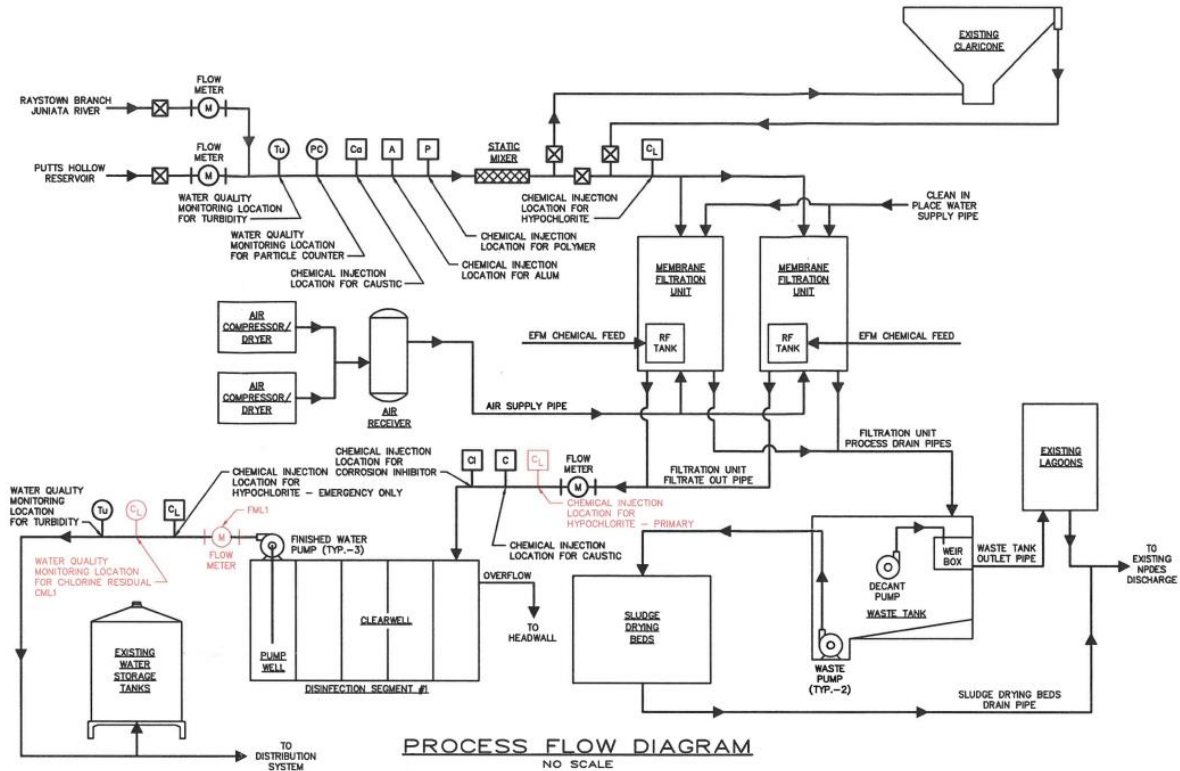 EXISTING
CLARICONE
RAYSTOWN BRANCH
JUNIATA RIVER
FLOW
METER
M
PUTTS HOLLOW
RESERVOIR
FLOW
METER
M
Tu
PC
Ca
A
P
STATIC
MIXER
CL
WATER QUALITY
MONITORING LOCATION
FOR TURBIDITY
WATER QUALITY
MONITORING LOCATION
FOR PARTICLE COUNTER
CHEMICAL INJECTION
LOCATION FOR CAUSTIC
CHEMICAL INJECTION
LOCATION FOR ALUM
CHEMICAL INJECTION
LOCATION FOR POLYMER
CHEMICAL INJECTION
LOCATION FOR
HYPOCHLORITE
CLEAN IN
PLACE WATER
SUPPLY PIPE
MEMBRANE
FILTRATION
UNIT
MEMBRANE
FILTRATION
UNIT
RF
TANK
RF
TANK
EFM CHEMICAL FEED
EFM CHEMICAL FEED
AIR
COMPRESSOR/
DRYER
AIR
COMPRESSOR/
DRYER
AIR
RECEIVER
AIR SUPPLY PIPE
FILTRATION UNIT
PROCESS DRAIN PIPES
EXISTING
LAGOONS
CHEMICAL INJECTION
LOCATION FOR
CORROSION INHIBITOR
CI
C
CL
FLOW
METER
M
FILTRATION UNIT
FILTRATE OUT PIPE
CHEMICAL INJECTION
LOCATION FOR
HYPOCHLORITE - PRIMARY
CHEMICAL INJECTION
LOCATION FOR CAUSTIC
CHEMICAL INJECTION
LOCATION FOR
HYPOCHLORITE - EMERGENCY ONLY
WATER QUALITY
MONITORING
LOCATION
FOR TURBIDITY
Tu
CL
CL
M
FML1
FLOW
METER
WATER QUALITY
MONITORING LOCATION
FOR CHLORINE RESIDUAL
CML1
FINISHED WATER
PUMP (TYP.-3)
OVERFLOW
TO
HEADWALL
CLEARWELL
PUMP
WELL
DISINFECTION SEGMENT #1
EXISTING
WATER
STORAGE
TANKS
TO
DISTRIBUTION
SYSTEM
SLUDGE
DRYING
BEDS
DECANT
PUMP
WEIR
BOX
WASTE TANK
WASTE
PUMP
(TYP.-2)
WASTE TANK
OUTLET PIPE
TO
EXISTING
NPDES
DISCHARGE
SLUDGE DRYING BEDS
DRAIN PIPE
PROCESS FLOW DIAGRAM
NO SCALE